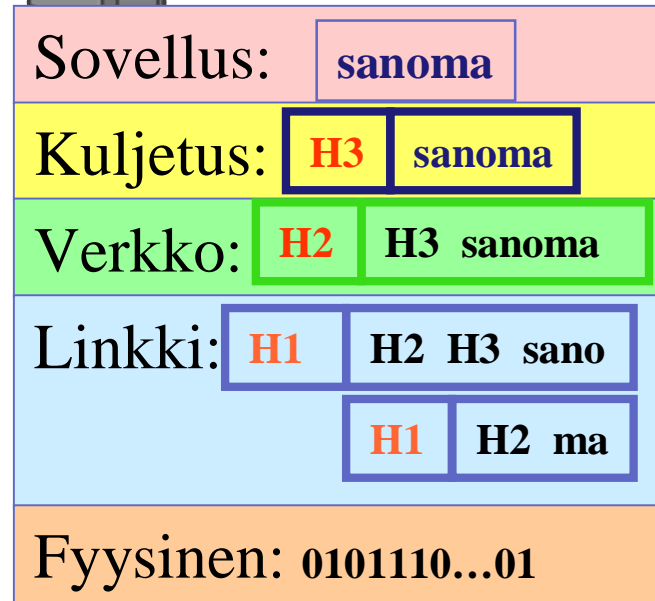 Sovellus: sanoma
Kuljetus: H3 sanoma
Verkko: H2 H3 sanoma
Linkki: H1 H2 H3 sano
H1 H2 ma
Fyysinen: 0101110...01